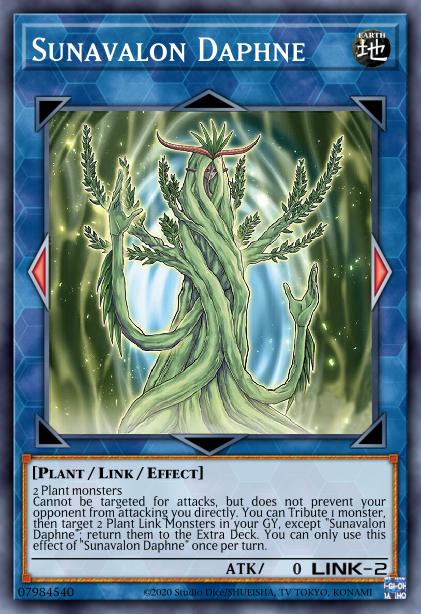 SUNAVALON DAPHNE
EARTH
地
[PLANT / LINK / EFFECT]
2 Plant monsters
Cannot be targeted for attacks, but does not prevent your
opponent from attacking you directly. You can Tribute 1 monster,
then target 2 Plant Link Monsters in your GY, except "Sunavalon
Daphne"; return them to the Extra Deck. You can only use this
effect of "Sunavalon Daphne" once per turn.
ATK/ 0 LINK-2
07984540 ©2020 Studio Dice/SHUEISHA, TV TOKYO, KONAMI